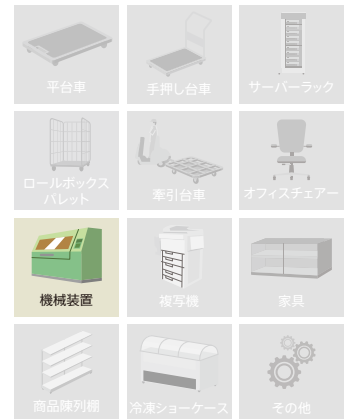 平台車
手押し台車
サーバーラック
ロールボックス
パレット
牽引台車
オフィスチェアー
機械装置
複写機
家具
商品陳列棚
冷凍ショーケース
その他